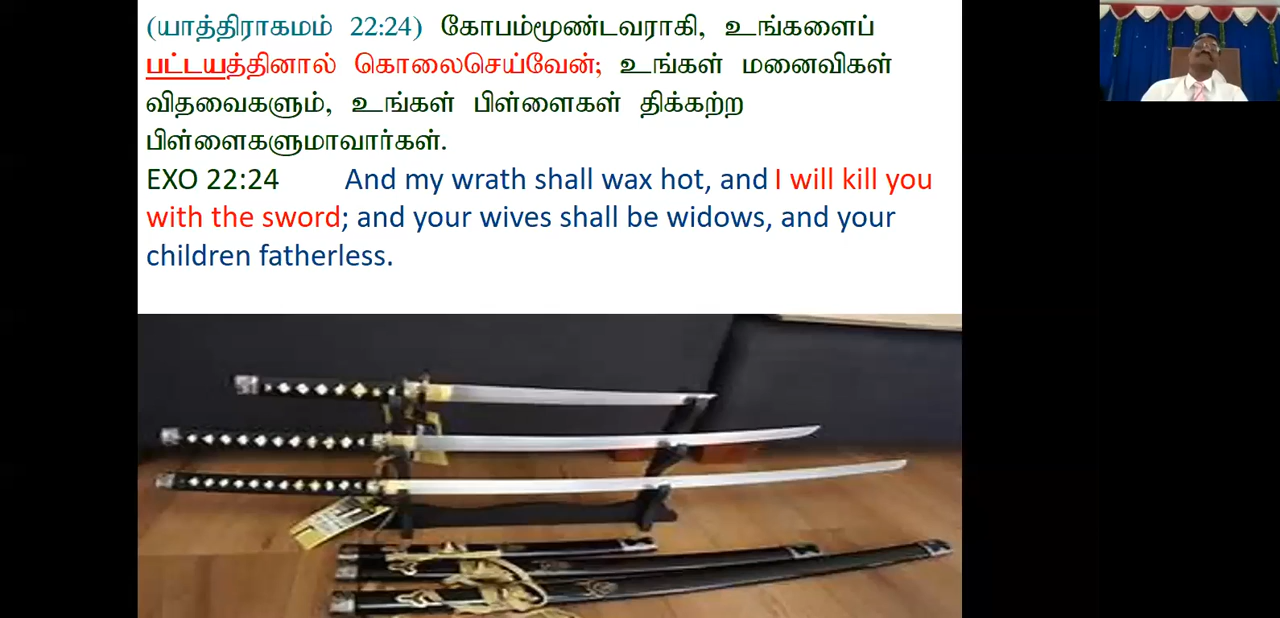 (யாத்திராகமம் 22:24) கோபம்மூண்டவராகி, உங்களைப்
பட்டயத்தினால் கொலைசெய்வேன்; உங்கள் மனைவிகள்
விதவைகளும், உங்கள் பிள்ளைகள் திக்கற்ற
பிள்ளைகளுமாவார்கள்.
EXO 22:24 And my wrath shall wax hot, and I will kill you
with the sword; and your wives shall be widows, and your
children fatherless.